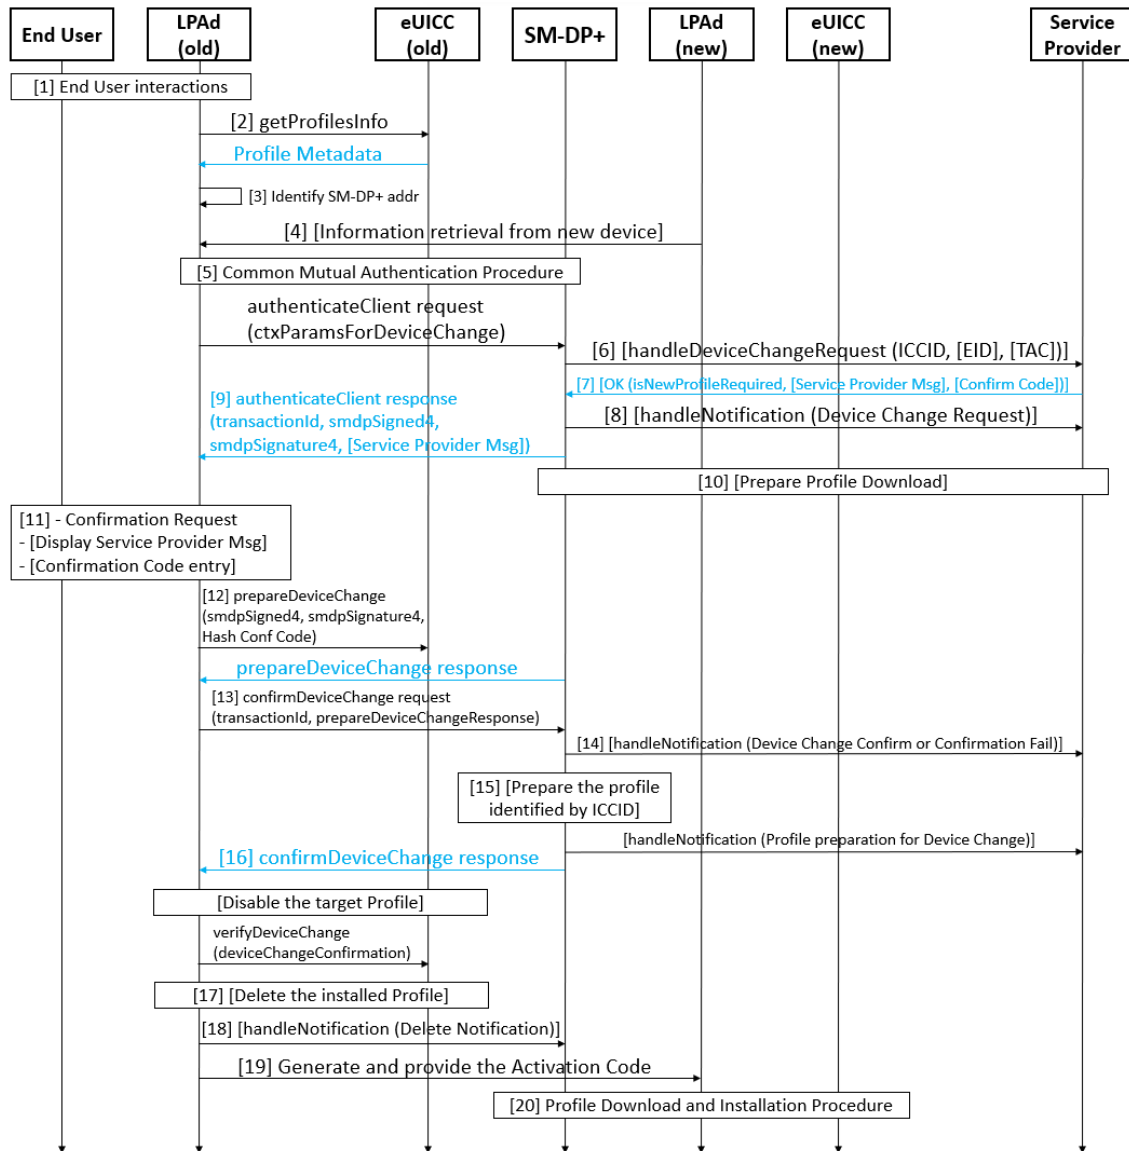 End User
LPAd
(old)
eUICC
(old)
SM-DP+
LPAd
(new)
eUICC
(new)
Service
Provider
[1] End User interactions
[2] getProfilesInfo
Profile Metadata
[3] Identify SM-DP+ addr
[4] [Information retrieval from new device]
[5] Common Mutual Authentication Procedure
authenticateClient request
(ctxParamsForDeviceChange)
[6] [handleDeviceChangeRequest (ICCID, [EID], [TAC])]
[7] [OK (isNewProfileRequired, [Service Provider Msg], [Confirm Code])]
[8] [handleNotification (Device Change Request)]
[9] authenticateClient response
(transactionId, smdpSigned4,
smdpSignature4, [Service Provider Msg])
[10] [Prepare Profile Download]
[11] - Confirmation Request
- [Display Service Provider Msg]
- [Confirmation Code entry]
[12] prepareDeviceChange
(smdpSigned4, smdpSignature4,
Hash Conf Code)
prepareDeviceChange response
[13] confirmDeviceChange request
(transactionId, prepareDeviceChangeResponse)
[14] [handleNotification (Device Change Confirm or Confirmation Fail)]
[15] [Prepare the profile
identified by ICCID]
[handleNotification (Profile preparation for Device Change)]
[16] confirmDeviceChange response
[Disable the target Profile]
verifyDeviceChange
(deviceChangeConfirmation)
[17] [Delete the installed Profile]
[18] [handleNotification (Delete Notification)]
[19] Generate and provide the Activation Code
[20] Profile Download and Installation Procedure